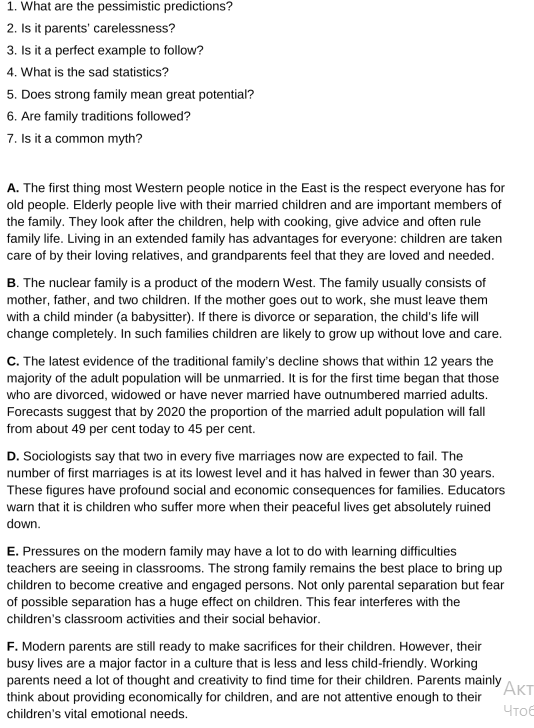 1. What are the pessimistic predictions?
2. Is it parents’ carelessness?
3. Is it a perfect example to follow?
4. What is the sad statistics?
5. Does strong family mean great potential?
6. Are family traditions followed?
7. Is it a common myth?
A. The first thing most Western people notice in the East is the respect everyone has for
old people. Elderly people live with their married children and are important members of
the family. They look after the children, help with cooking, give advice and often rule
family life. Living in an extended family has advantages for everyone: children are taken
care of by their loving relatives, and grandparents feel that they are loved and needed.
B. The nuclear family is a product of the modern West. The family usually consists of
mother, father, and two children. If the mother goes out to work, she must leave them
with a child minder (a babysitter). If there is divorce or separation, the child’s life will
change completely. In such families children are likely to grow up without love and care.
C. The latest evidence of the traditional family’s decline shows that within 12 years the
majority of the adult population will be unmarried. It is for the first time began that those
who are divorced, widowed or have never married have outnumbered married adults.
Forecasts suggest that by 2020 the proportion of the married adult population will fall
from about 49 per cent today to 45 per cent.
D. Sociologists say that two in every five marriages now are expected to fail. The
number of first marriages is at its lowest level and it has halved in fewer than 30 years.
These figures have profound social and economic consequences for families. Educators
warn that it is children who suffer more when their peaceful lives get absolutely ruined
down.
E. Pressures on the modern family may have a lot to do with learning difficulties
teachers are seeing in classrooms. The strong family remains the best place to bring up
children to become creative and engaged persons. Not only parental separation but fear
of possible separation has a huge effect on children. This fear interferes with the
children’s classroom activities and their social behavior.
F. Modern parents are still ready to make sacrifices for their children. However, their
busy lives are a major factor in a culture that is less and less child-friendly. Working
parents need a lot of thought and creativity to find time for their children. Parents mainly
think about providing economically for children, and are not attentive enough to their
children’s vital emotional needs.